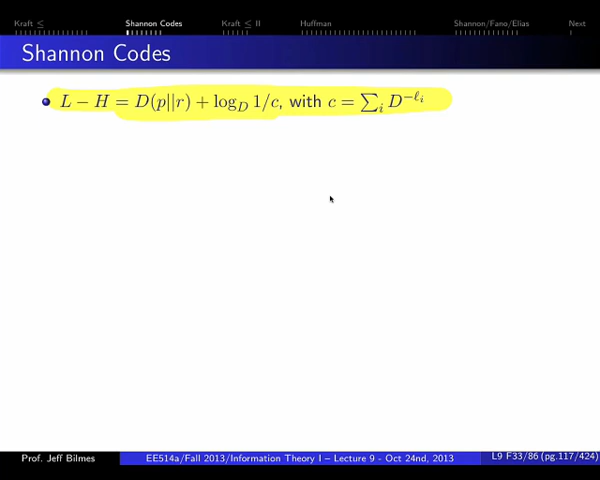 Kraft ≤ Shannon Codes Kraft ≤ II Huffman Shannon/Fano/Elias Next
Shannon Codes
L − H = D(p||r) + log_D 1/c, with c = ∑_i D^{−ℓ_i}
Prof. Jeff Bilmes EE514a/Fall 2013/Information Theory I – Lecture 9 - Oct 24nd, 2013 L9 F33/86 (pg.117/424)